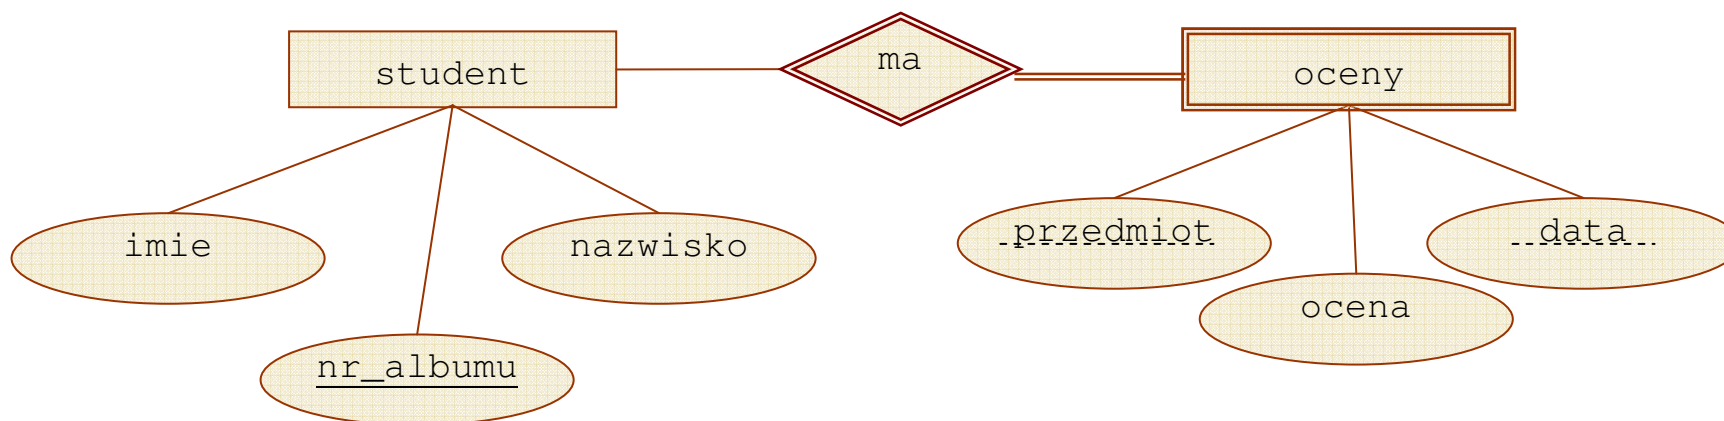 student
ma
oceny
imie
nazwisko
nr_albumu
przedmiot
ocena
data